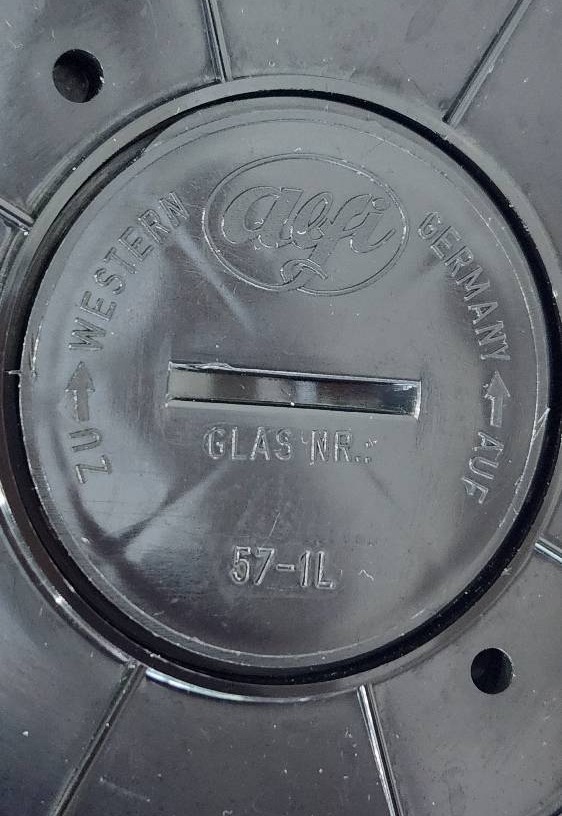 alfi
WESTERN
GERMANY
ZU →
← AUF
GLAS NR.:
57-1L